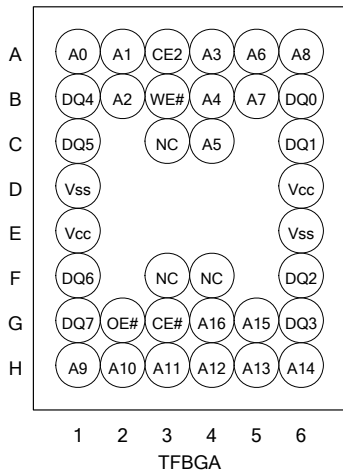 A A0 A1 CE2 A3 A6 A8
B DQ4 A2 WE# A4 A7 DQ0
C DQ5 NC A5 DQ1
D Vss Vcc
E Vcc Vss
F DQ6 NC NC DQ2
G DQ7 OE# CE# A16 A15 DQ3
H A9 A10 A11 A12 A13 A14
1 2 3 4 5 6
TFBGA